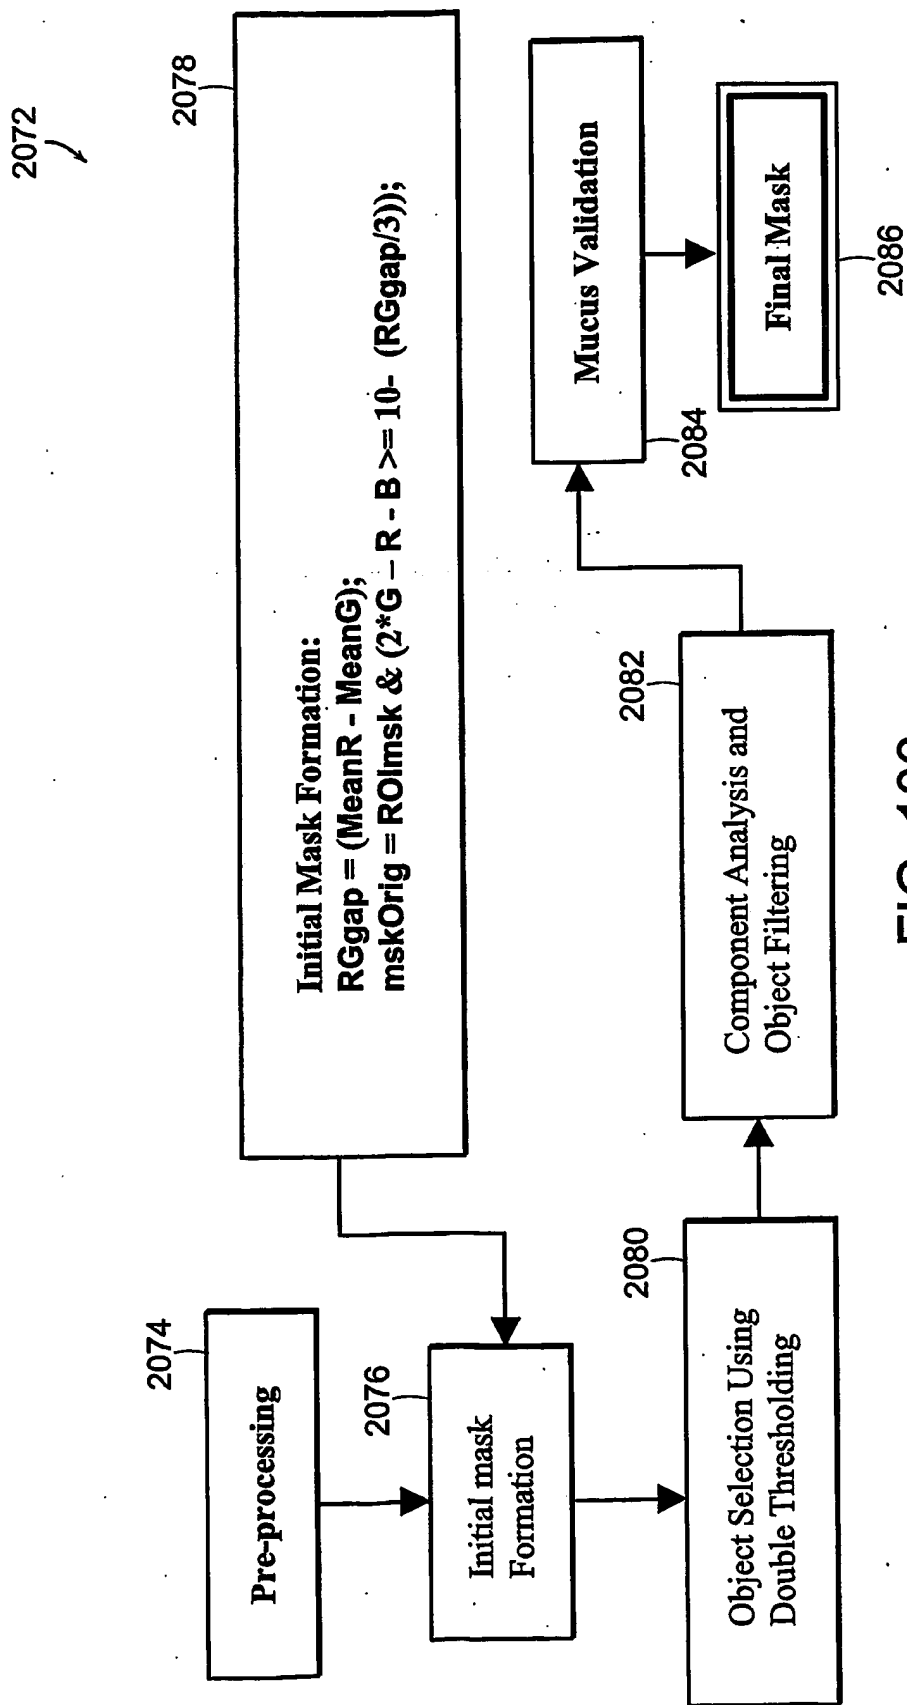 2072
2078
Initial Mask Formation:
RGgap = (MeanR - MeanG);
mskOrig = ROImsk & (2*G – R - B >= 10- (RGgap/3));
2074
Pre-processing
2076
Initial mask
Formation
2080
Object Selection Using
Double Thresholding
2082
Component Analysis and
Object Filtering
2084
Mucus Validation
2086
Final Mask